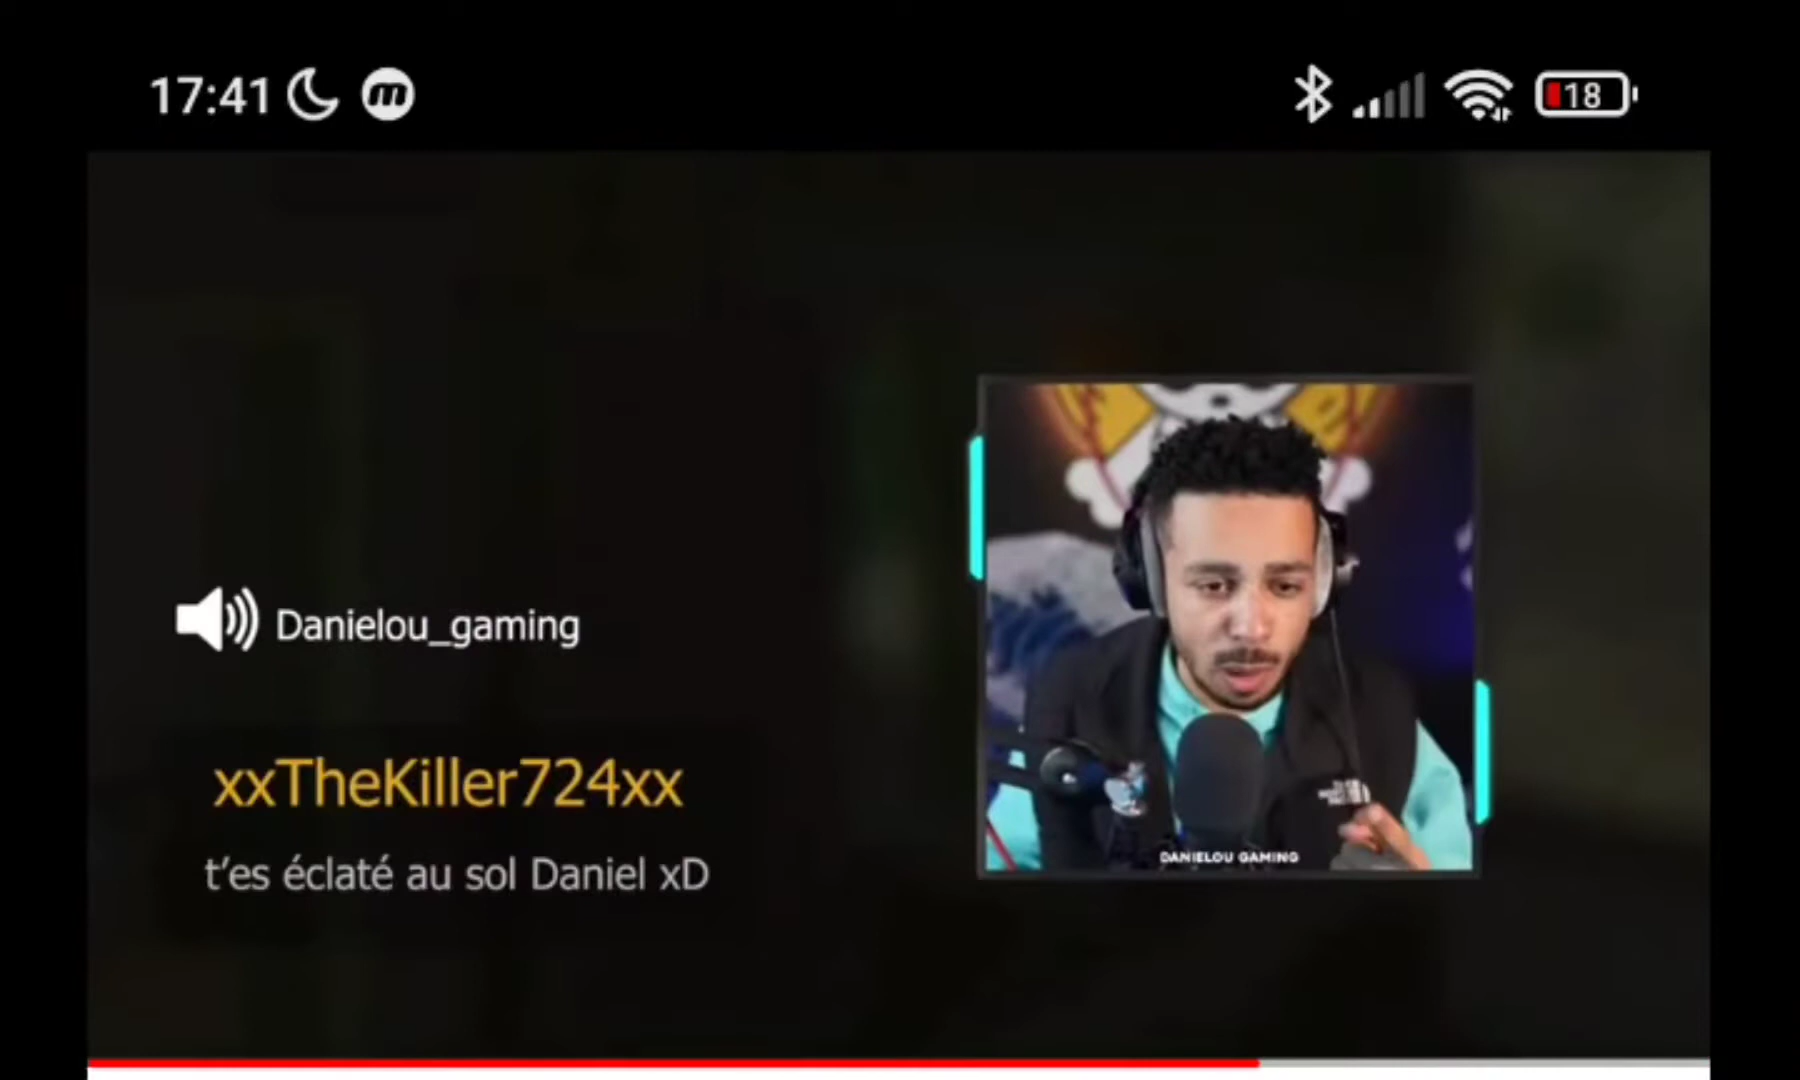 17:41
18
Danielou_gaming
xxTheKiller724xx
t’es éclaté au sol Daniel xD
DANIELOU GAMING